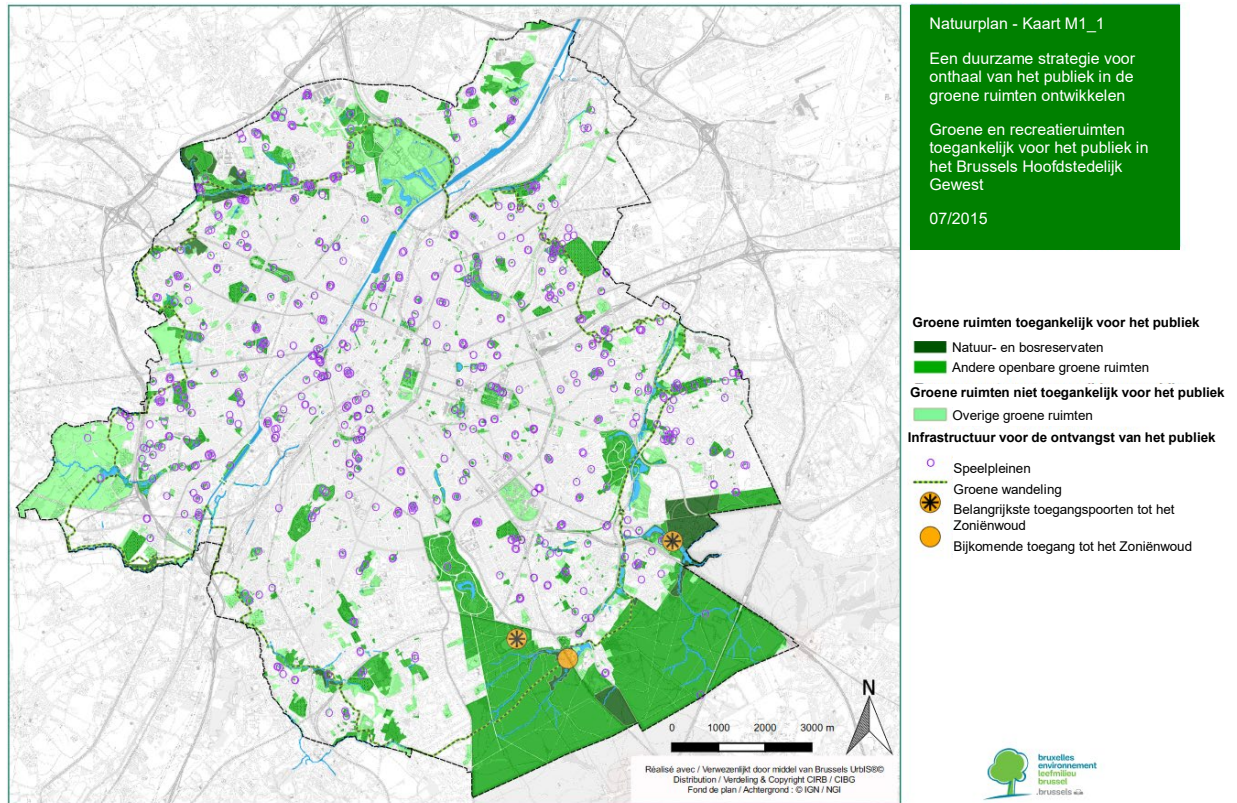 Natuurplan - Kaart M1_1
Een duurzame strategie voor
onthaal van het publiek in de
groene ruimten ontwikkelen
Groene en recreatieruimten
toegankelijk voor het publiek in
het Brussels Hoofdstedelijk
Gewest
07/2015
Groene ruimten toegankelijk voor het publiek
Natuur- en bosreservaten
Andere openbare groene ruimten
Groene ruimten niet toegankelijk voor het publiek
Overige groene ruimten
Infrastructuur voor de ontvangst van het publiek
Speelpleinen
Groene wandeling
Belangrijkste toegangspoorten tot het
Zoniënwoud
Bijkomende toegang tot het Zoniënwoud
N
0 1000 2000 3000 m
Réalisé avec / Verwezenlijkt door middel van Brussels UrbIS®©
Distribution / Verdeling & Copyright CIRB / CIBG
Fond de plan / Achtergrond : © IGN / NGI
bruxelles
environnement
leefmilieu
brussel
.brussels